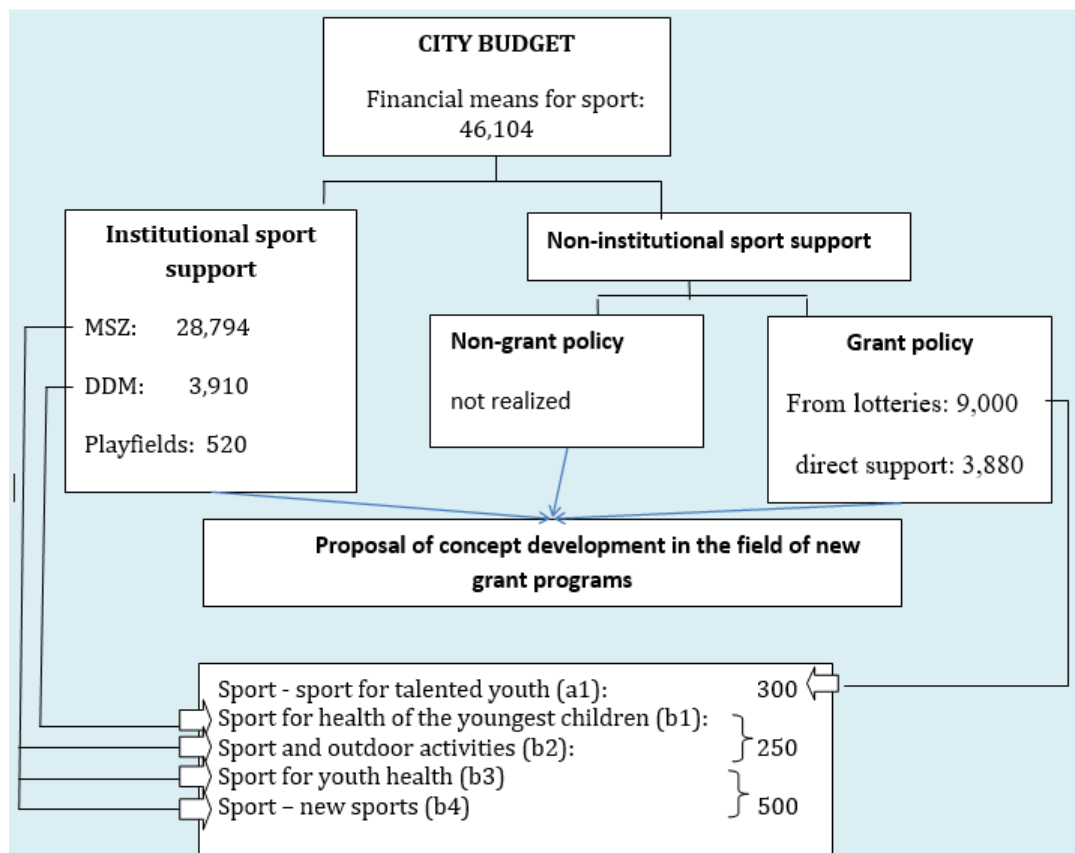 CITY BUDGET
Financial means for sport:
46,104
Institutional sport
support
MSZ: 28,794
DDM: 3,910
Playfields: 520
Non-institutional sport support
Non-grant policy
not realized
Grant policy
From lotteries: 9,000
direct support: 3,880
Proposal of concept development in the field of new
grant programs
Sport - sport for talented youth (a1): 300
Sport for health of the youngest children (b1):
Sport and outdoor activities (b2): 250
Sport for youth health (b3)
Sport – new sports (b4) 500